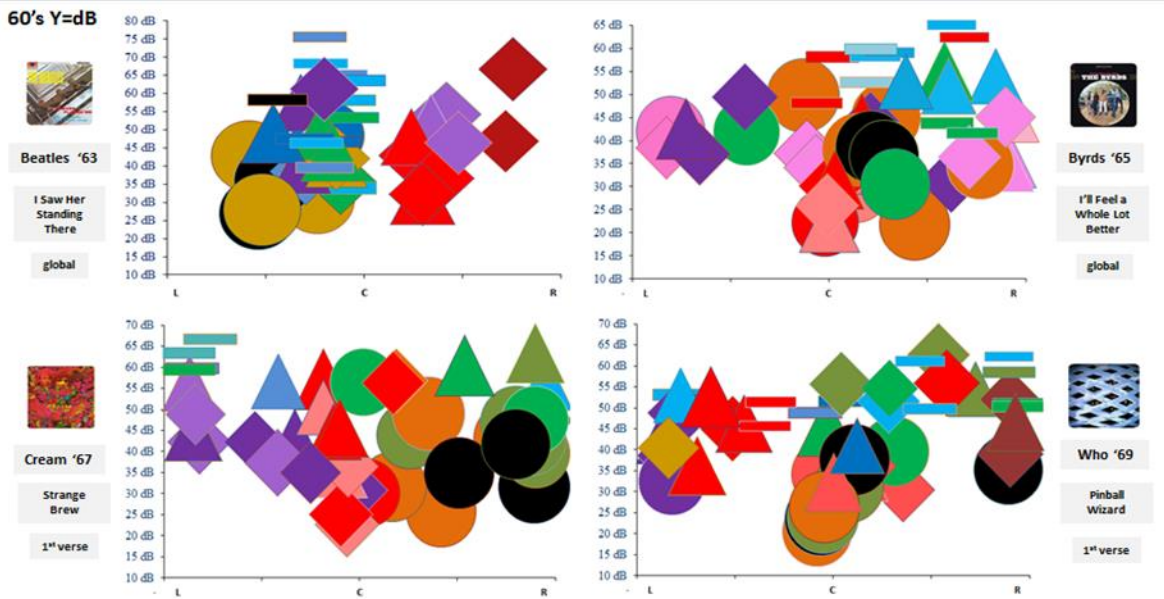 60's Y=dB
80 dB
75 dB
70 dB
65 dB
60 dB
55 dB
50 dB
45 dB
40 dB
35 dB
30 dB
25 dB
20 dB
15 dB
10 dB
L C R
Beatles '63
I Saw Her
Standing
There
global
65 dB
60 dB
55 dB
50 dB
45 dB
40 dB
35 dB
30 dB
25 dB
20 dB
15 dB
10 dB
- L C R
THE BYRDS
Byrds '65
I'll Feel a
Whole Lot
Better
global
70 dB
65 dB
60 dB
55 dB
50 dB
45 dB
40 dB
35 dB
30 dB
25 dB
20 dB
15 dB
10 dB
- L C R
Cream '67
Strange
Brew
1st verse
70 dB
65 dB
60 dB
55 dB
50 dB
45 dB
40 dB
35 dB
30 dB
25 dB
20 dB
15 dB
10 dB
- L C R
Who '69
Pinball
Wizard
1st verse